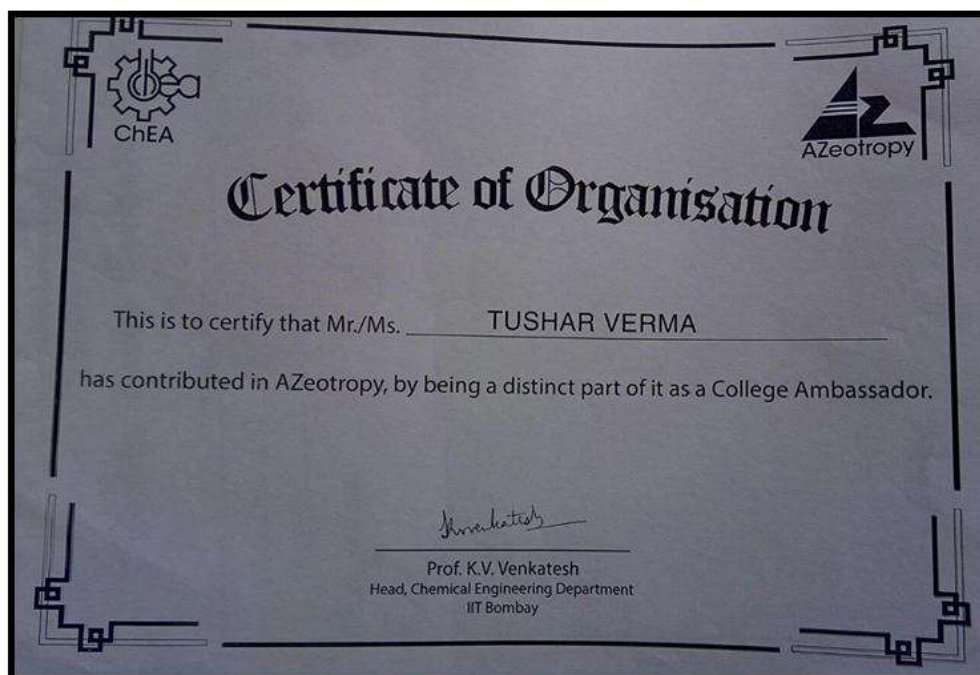 ChEA
AZeotropy
Certificate of Organisation
This is to certify that Mr./Ms. TUSHAR VERMA
has contributed in AZeotropy, by being a distinct part of it as a College Ambassador.
KVenkatesh
Prof. K.V. Venkatesh
Head, Chemical Engineering Department
IIT Bombay